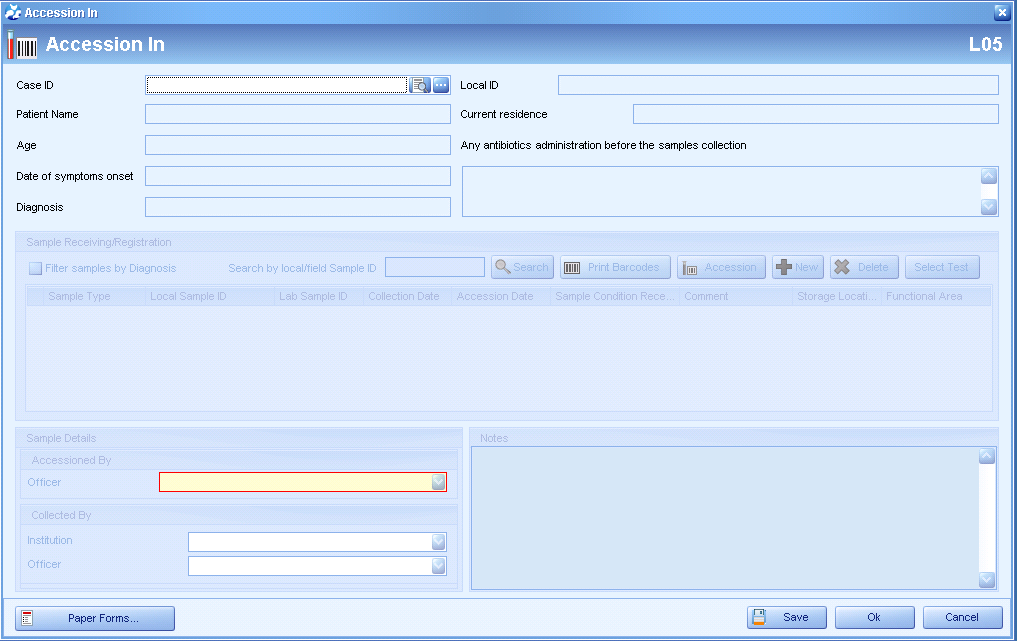 Accession In
Accession In L05
Case ID Local ID
Patient Name Current residence
Age Any antibiotics administration before the samples collection
Date of symptoms onset
Diagnosis
Sample Receiving/Registration
Filter samples by Diagnosis Search by local/field Sample ID Search Print Barcodes Accession New Delete Select Test
Sample Type Local Sample ID Lab Sample ID Collection Date Accession Date Sample Condition Rece... Comment Storage Locati... Functional Area
Sample Details Notes
Accessioned By
Officer
Collected By
Institution
Officer
Paper Forms... Save Ok Cancel